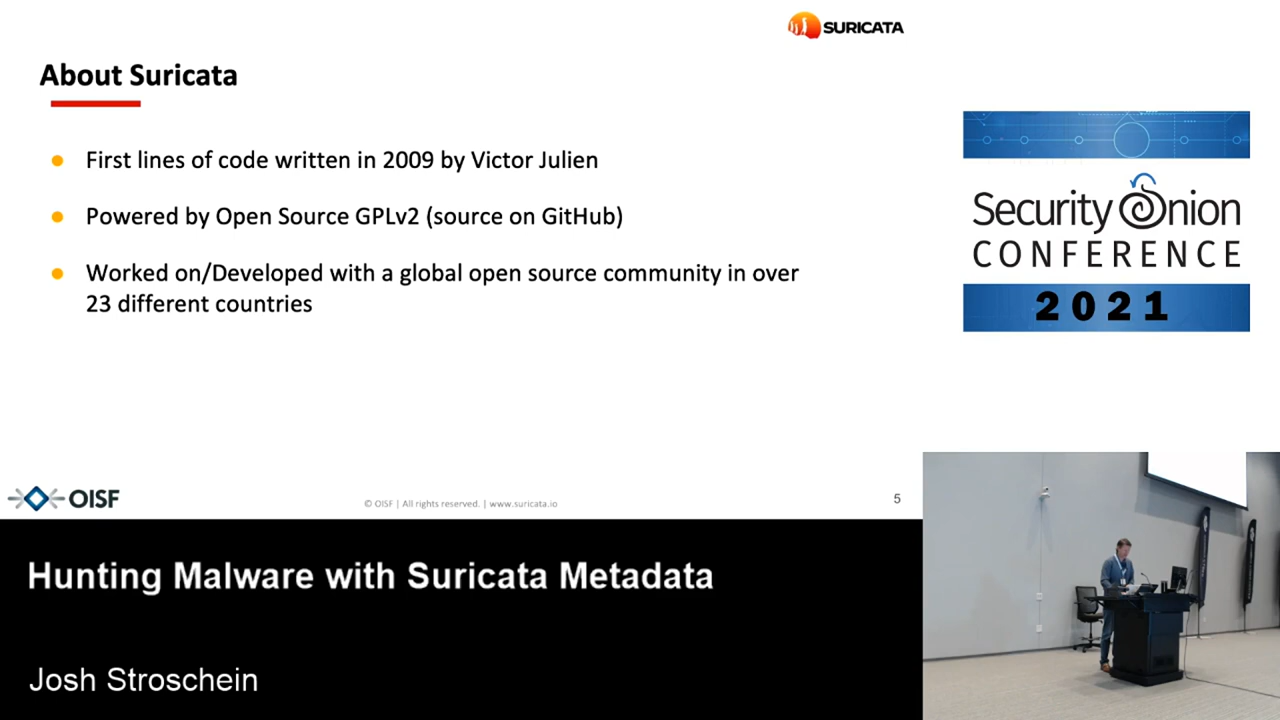 SURICATA
About Suricata
First lines of code written in 2009 by Victor Julien
Powered by Open Source GPLv2 (source on GitHub)
Worked on/Developed with a global open source community in over
23 different countries
OISF
© OISF | All rights reserved. | www.suricata.io
5
Security Onion
CONFERENCE
2021
Hunting Malware with Suricata Metadata
Josh Stroschein